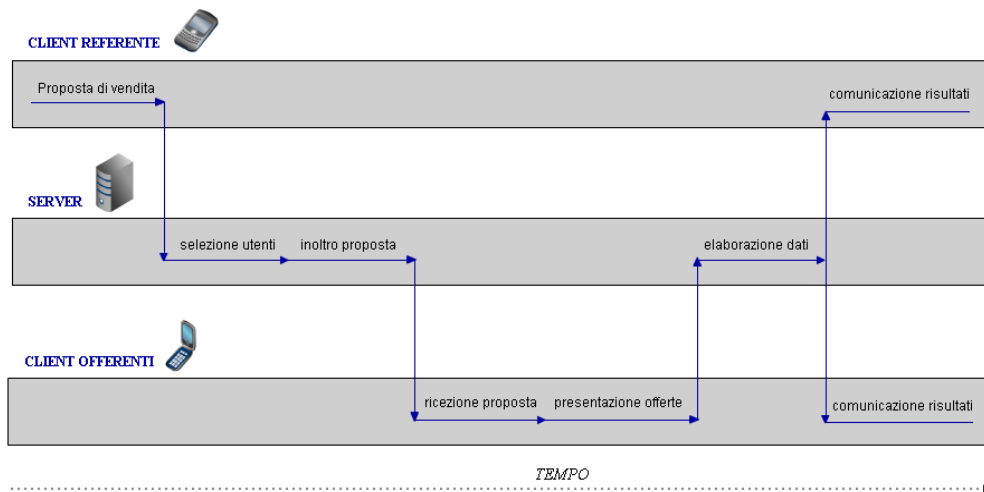 CLIENT REFERENTE
Proposta di vendita
comunicazione risultati
SERVER
selezione utenti
inoltro proposta
elaborazione dati
CLIENT OFFERENTI
ricezione proposta
presentazione offerte
comunicazione risultati
TEMPO